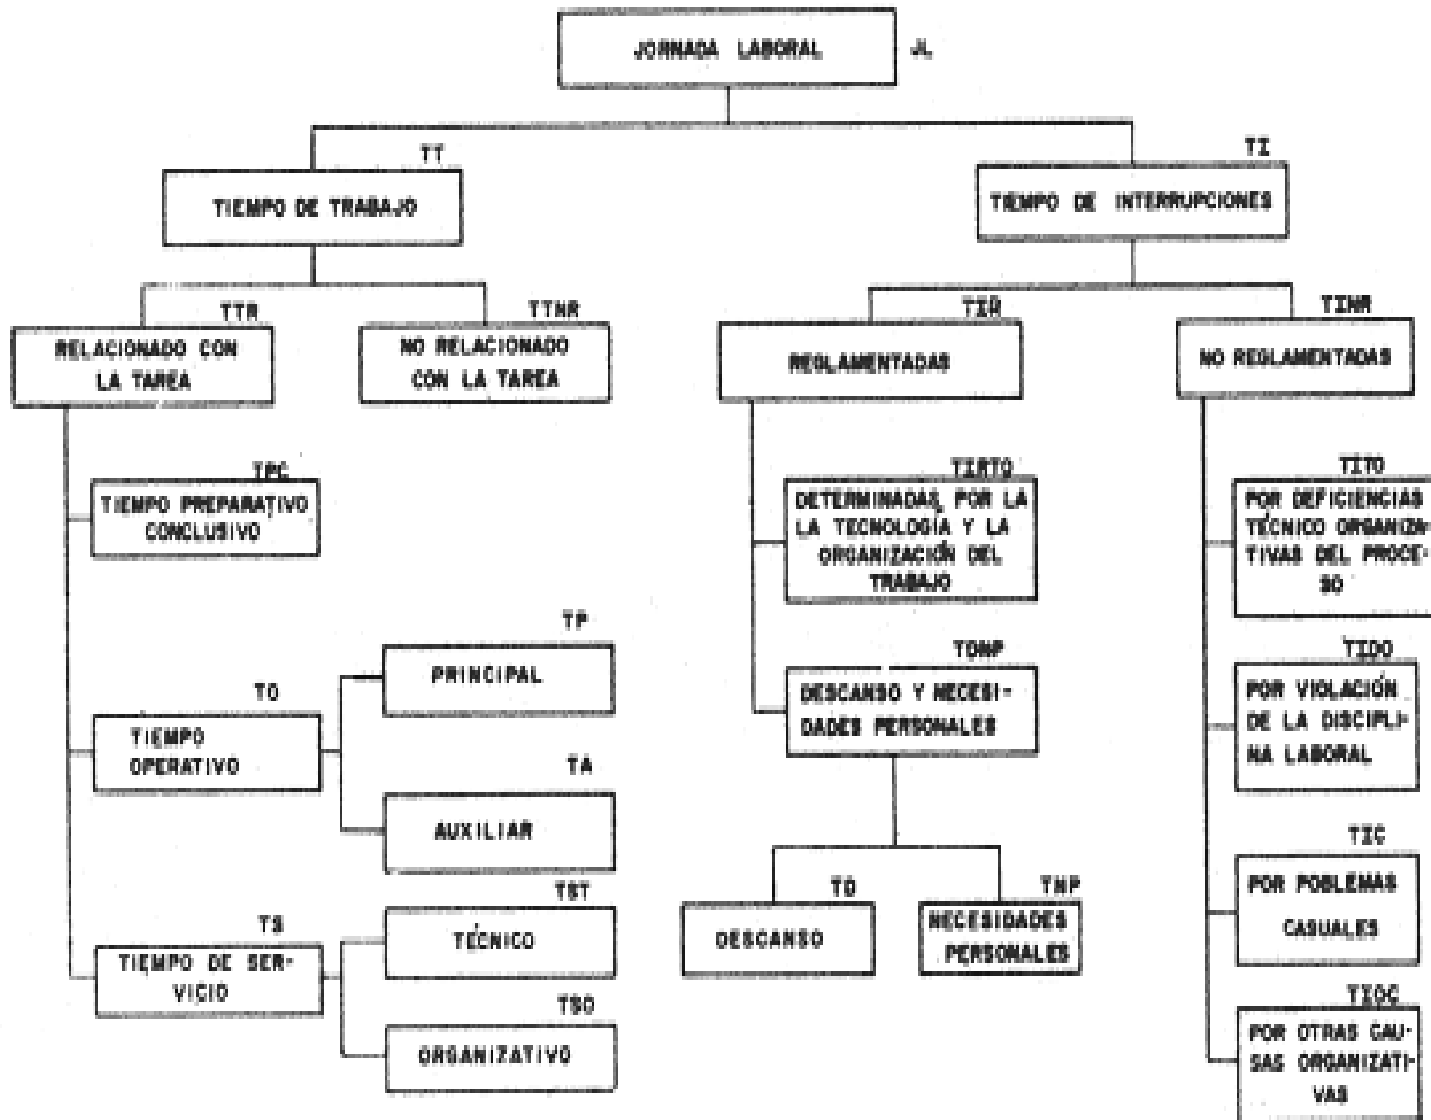 JORNADA LABORAL JL
TT
TIEMPO DE TRABAJO
TI
TIEMPO DE INTERRUPCIONES
TTR
RELACIONADO CON
LA TAREA
TTNR
NO RELACIONADO
CON LA TAREA
TIR
REGLAMENTADAS
TINR
NO REGLAMENTADAS
TPC
TIEMPO PREPARATIVO
CONCLUSIVO
TO
TIEMPO
OPERATIVO
TP
PRINCIPAL
TA
AUXILIAR
TS
TIEMPO DE SER-
VICIO
TST
TÉCNICO
TSO
ORGANIZATIVO
TIRTO
DETERMINADAS, POR LA
LA TECNOLOGÍA Y LA
ORGANIZACIÓN DEL
TRABAJO
TDNP
DESCANSO Y NECESI-
DADES PERSONALES
TD
DESCANSO
TNP
NECESIDADES
PERSONALES
TITO
POR DEFICIENCIAS
TÉCNICO ORGANIZA-
TIVAS DEL PROCE-
SO
TIDO
POR VIOLACIÓN
DE LA DISCIPLI-
NA LABORAL
TIC
POR POBLEMAS
CASUALES
TIOC
POR OTRAS CAU-
SAS ORGANIZATI-
VAS